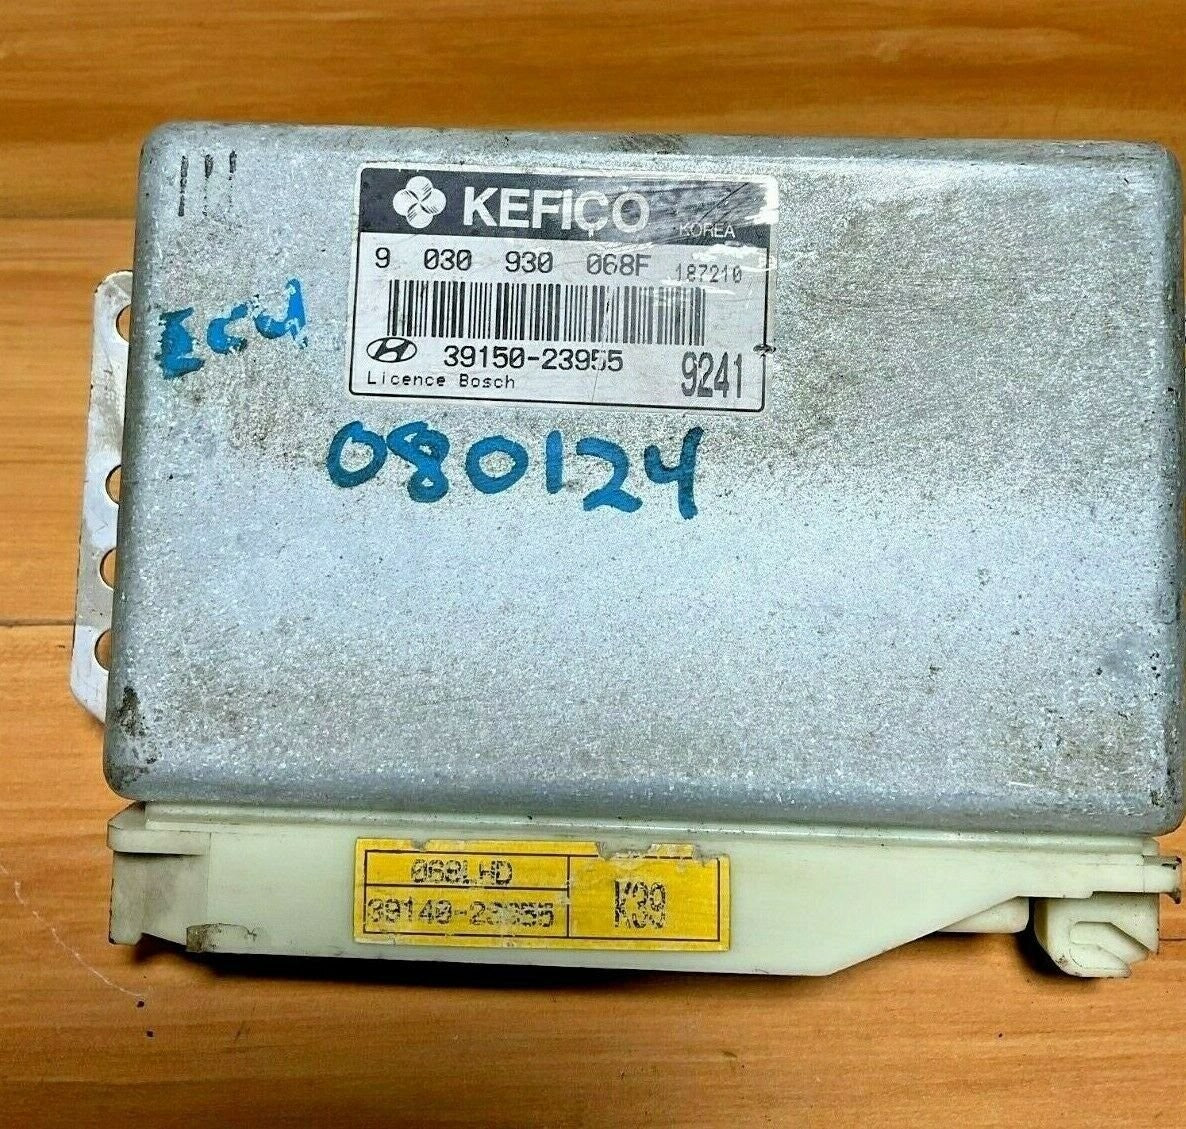 KEFICO
KOREA
9 030 930 068F 187210
39150-23955 9241
Licence Bosch
ECU
080124
068LHD
39140-23955 K39